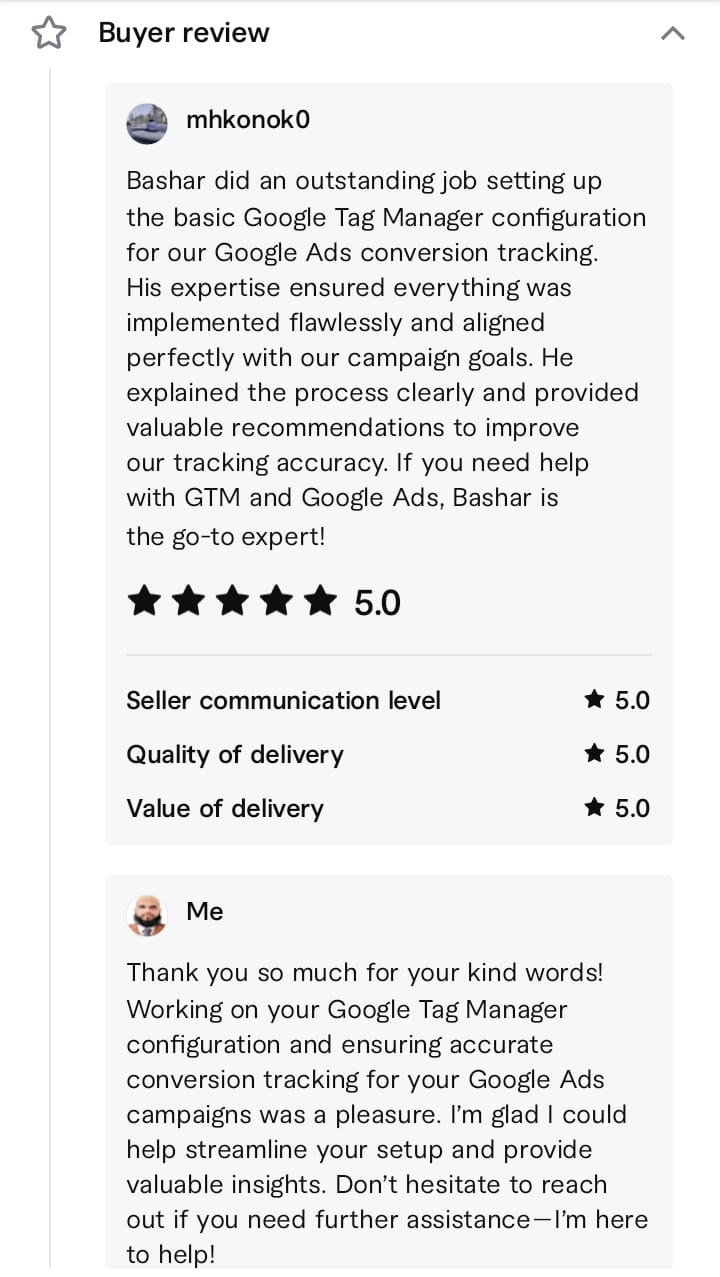 Buyer review
mhkonok0
Bashar did an outstanding job setting up
the basic Google Tag Manager configuration
for our Google Ads conversion tracking.
His expertise ensured everything was
implemented flawlessly and aligned
perfectly with our campaign goals. He
explained the process clearly and provided
valuable recommendations to improve
our tracking accuracy. If you need help
with GTM and Google Ads, Bashar is
the go-to expert!
5.0
Seller communication level 5.0
Quality of delivery 5.0
Value of delivery 5.0
Me
Thank you so much for your kind words!
Working on your Google Tag Manager
configuration and ensuring accurate
conversion tracking for your Google Ads
campaigns was a pleasure. I’m glad I could
help streamline your setup and provide
valuable insights. Don’t hesitate to reach
out if you need further assistance—I’m here
to help!